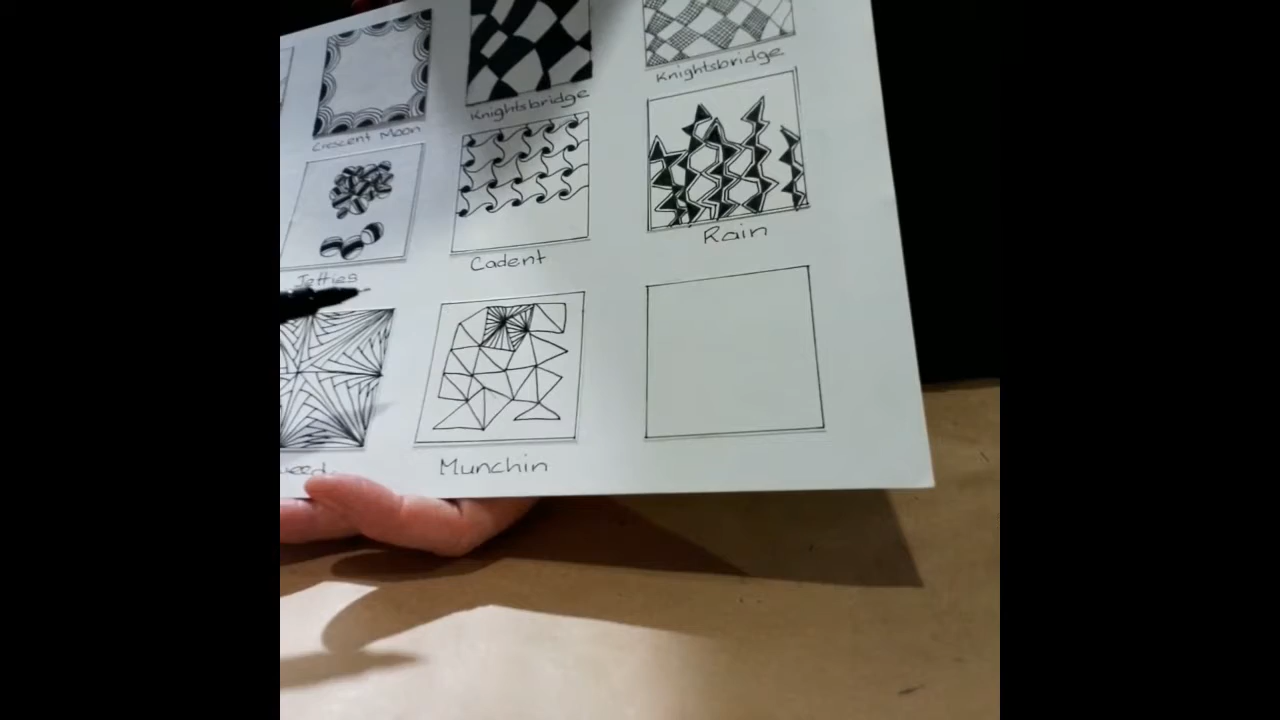 Crescent Moon
Knightsbridge
Knightsbridge
Jetties
Cadent
Rain
Munchin